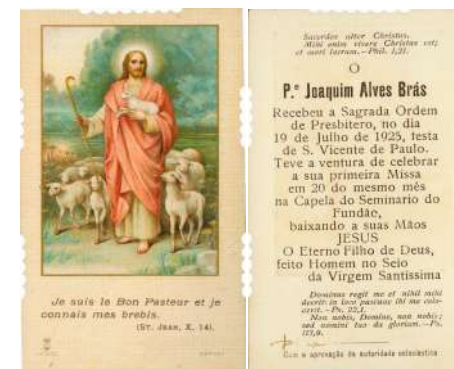 Je suis le Bon Pasteur et je
connais mes brebis.
(ST. JEAN, X. 14).
Sacerdos alter Christus.
Mihi enim vivere Christus est;
et mori lucrum.—Phil. 1,21.
O
P.e Joaquim Alves Brás
Recebeu a Sagrada Ordem
de Presbitero, no dia
19 de Julho de 1925, festa
de S. Vicente de Paulo.
Teve a ventura de celebrar
a sua primeira Missa
em 20 do mesmo mês
na Capela do Seminario do
Fundão,
baixando a suas Mãos
JESUS
O Eterno Filho de Deus,
feito Homem no Seio
da Virgem Santissima
Dominus regit me et nihil mihi
deerit: in loco pascuae ibi me colo-
cavit.—Ps. 22,1.
Non nobis, Domine, non nobis;
sed nomini tuo da gloriam.—Ps.
113,9.
Com a aprovação da autoridade eclesiastica